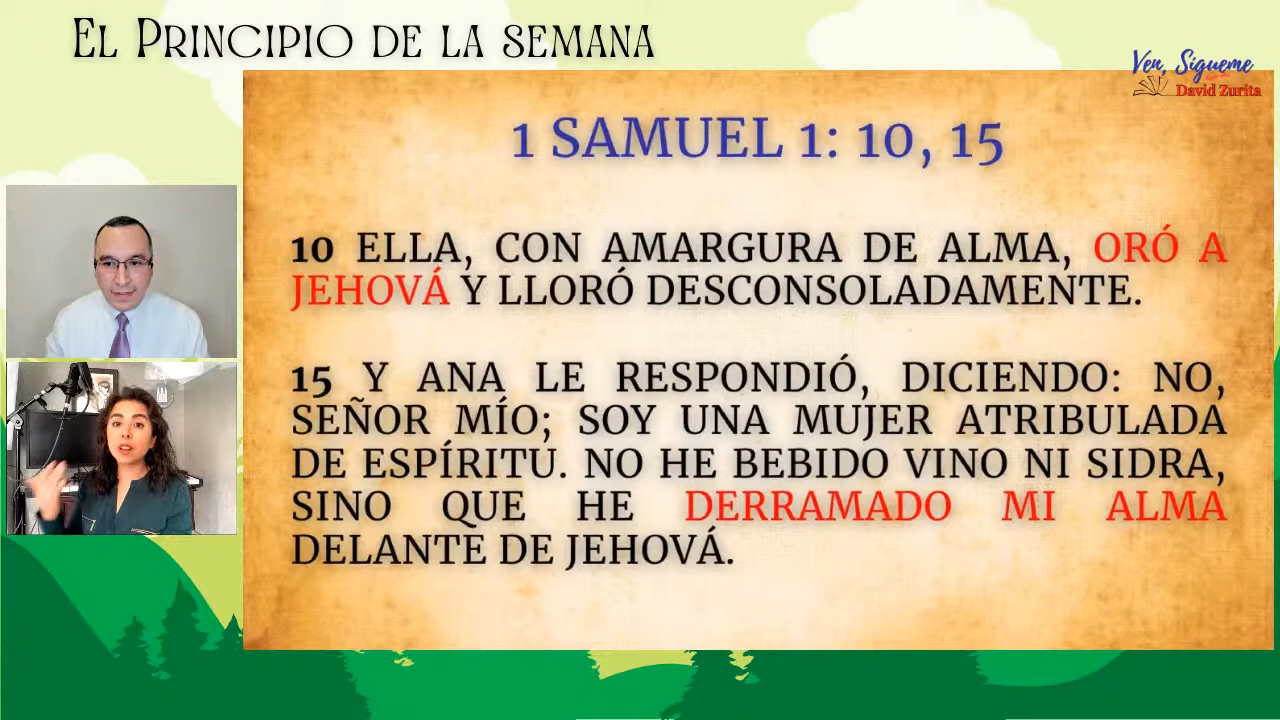 El Principio de la semana
Ven, Sígueme
David Zurita
1 SAMUEL 1: 10, 15
10 ELLA, CON AMARGURA DE ALMA, ORÓ A
JEHOVÁ Y LLORÓ DESCONSOLADAMENTE.
15 Y ANA LE RESPONDIÓ, DICIENDO: NO,
SEÑOR MÍO; SOY UNA MUJER ATRIBULADA
DE ESPÍRITU. NO HE BEBIDO VINO NI SIDRA,
SINO QUE HE DERRAMADO MI ALMA
DELANTE DE JEHOVÁ.